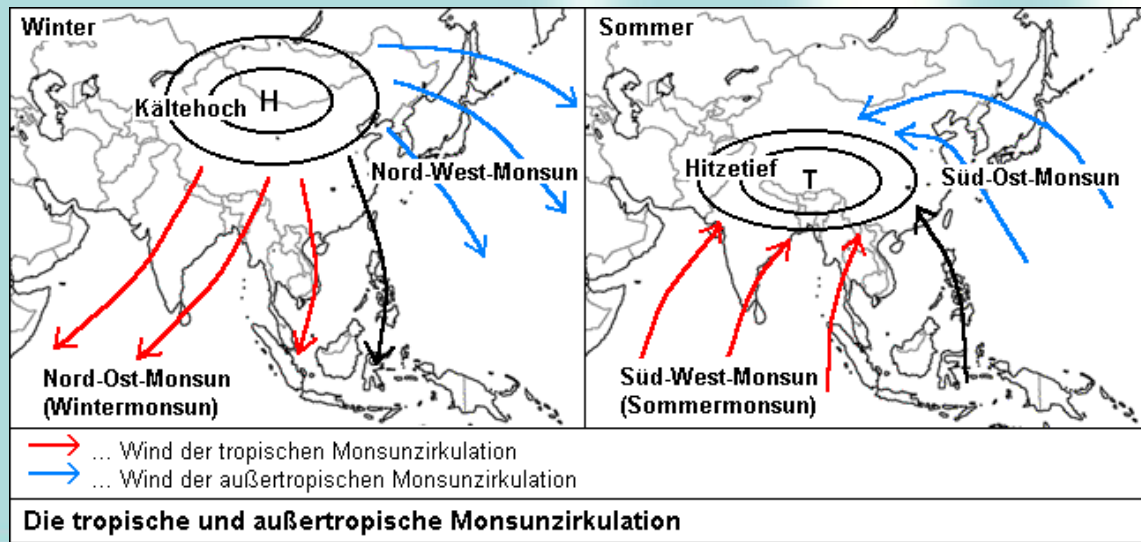 Winter
Kältehoch
H
Nord-West-Monsun
Nord-Ost-Monsun
(Wintermonsun)
Sommer
Hitzetief
T
Süd-Ost-Monsun
Süd-West-Monsun
(Sommermonsun)
... Wind der tropischen Monsunzirkulation
... Wind der außertropischen Monsunzirkulation
Die tropische und außertropische Monsunzirkulation